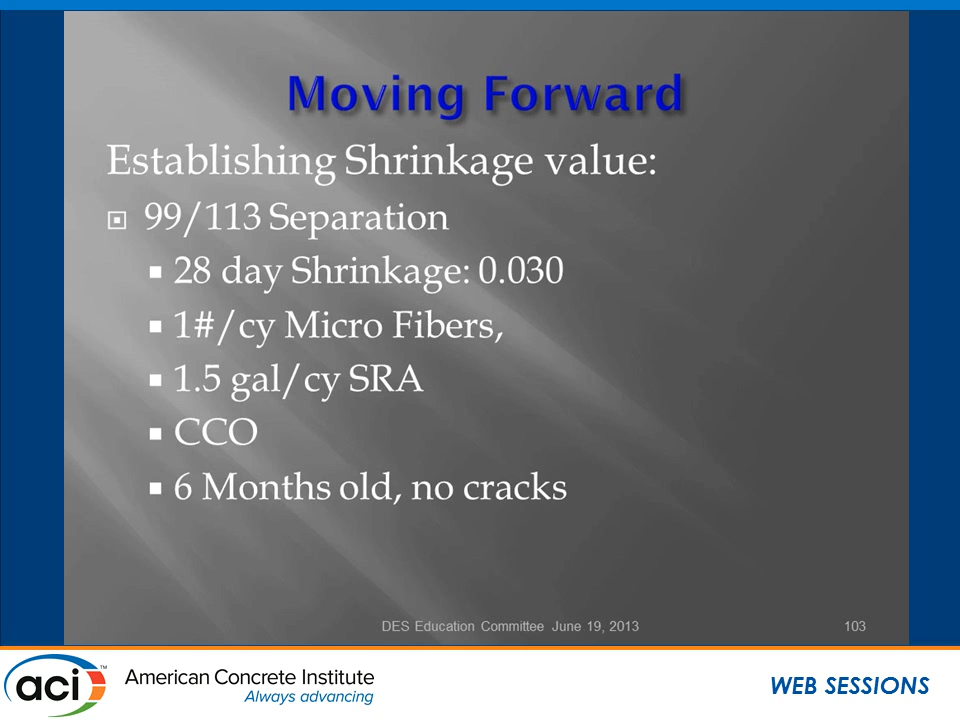 Moving Forward
Establishing Shrinkage value:
99/113 Separation
28 day Shrinkage: 0.030
1#/cy Micro Fibers,
1.5 gal/cy SRA
CCO
6 Months old, no cracks
DES Education Committee June 19, 2013 103
aci™
American Concrete Institute
Always advancing
WEB SESSIONS